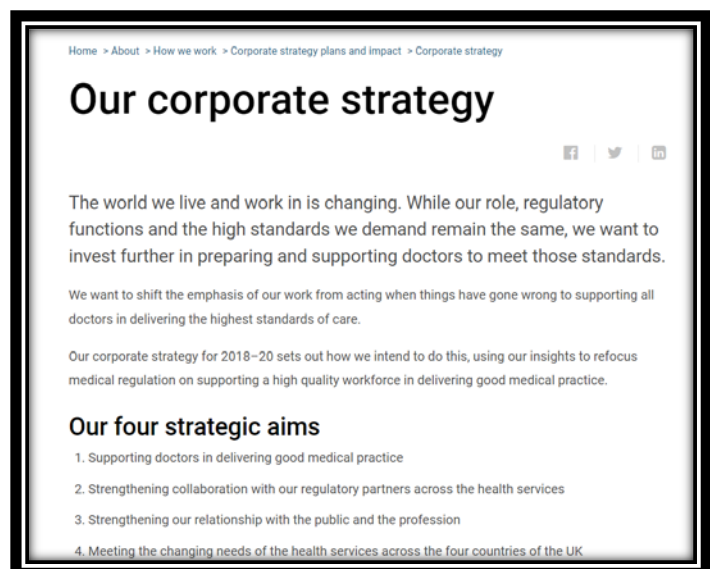 Home > About > How we work > Corporate strategy plans and impact > Corporate strategy
Our corporate strategy
The world we live and work in is changing. While our role, regulatory
functions and the high standards we demand remain the same, we want to
invest further in preparing and supporting doctors to meet those standards.
We want to shift the emphasis of our work from acting when things have gone wrong to supporting all
doctors in delivering the highest standards of care.
Our corporate strategy for 2018–20 sets out how we intend to do this, using our insights to refocus
medical regulation on supporting a high quality workforce in delivering good medical practice.
Our four strategic aims
1. Supporting doctors in delivering good medical practice
2. Strengthening collaboration with our regulatory partners across the health services
3. Strengthening our relationship with the public and the profession
4. Meeting the changing needs of the health services across the four countries of the UK